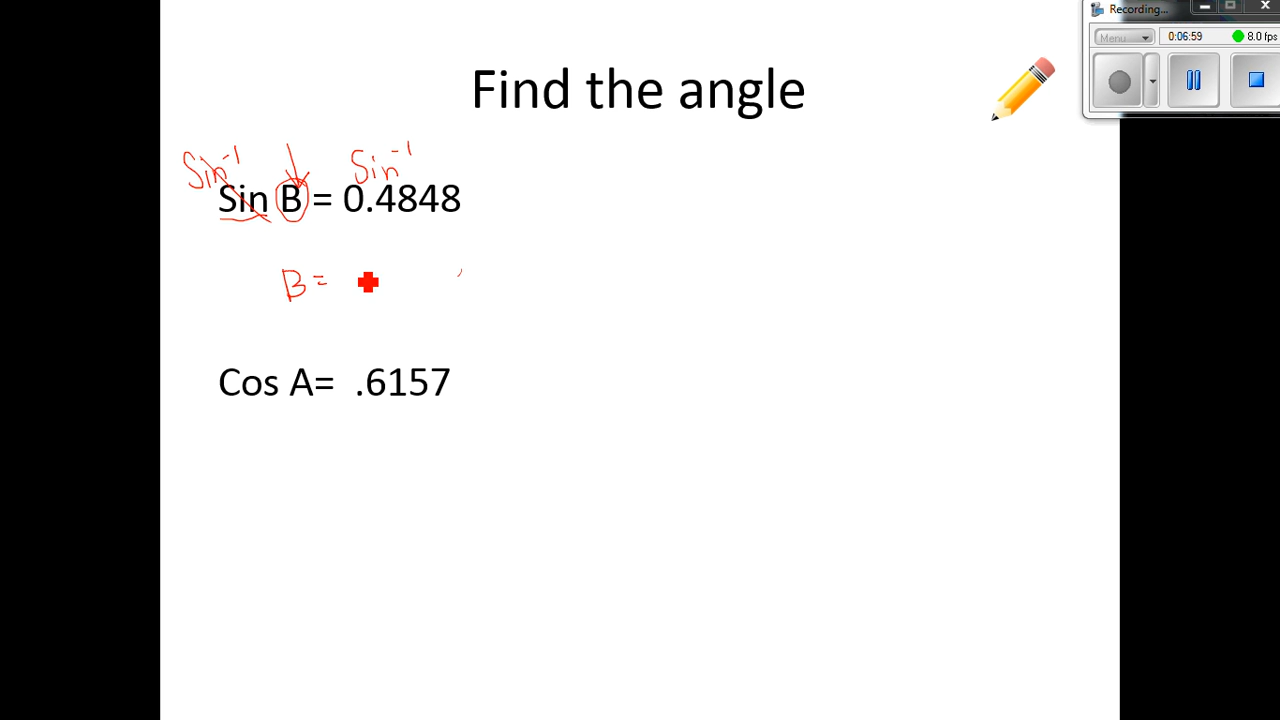 Recording...
Menu
0:06:59
8.0 fps
Find the angle
Sin⁻¹ Sin⁻¹
Sin B = 0.4848
B =
Cos A= .6157